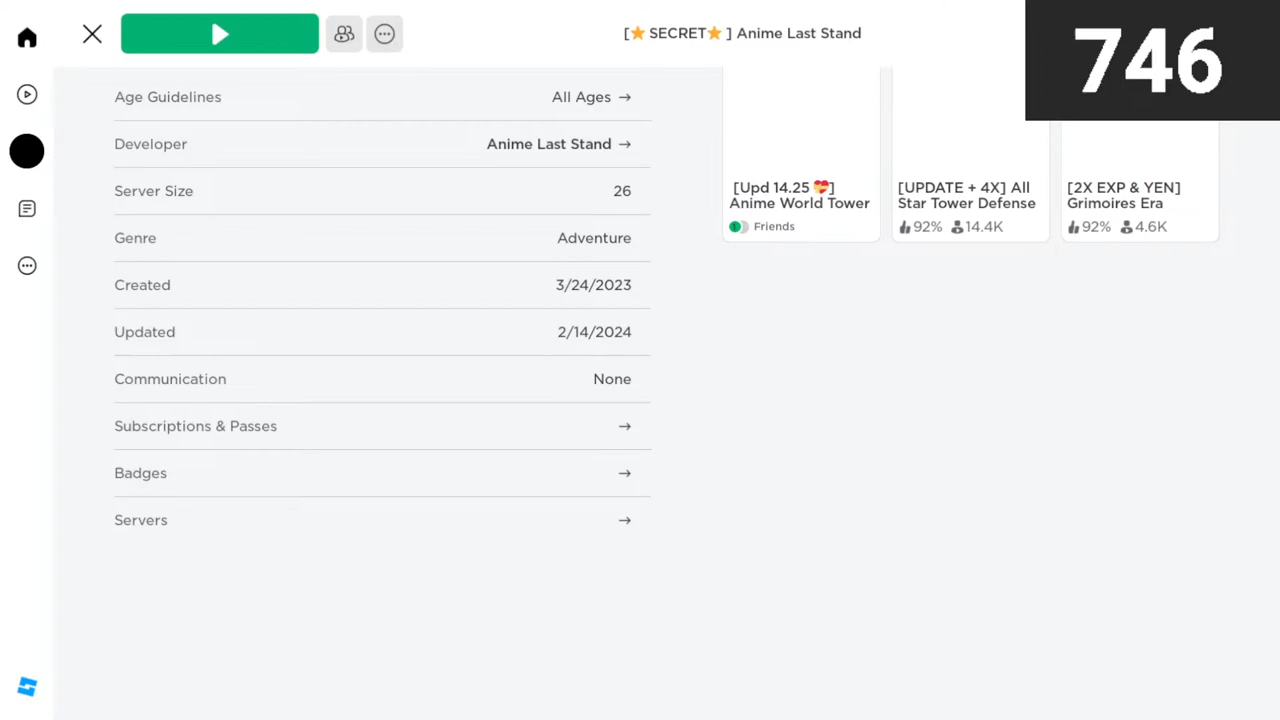 [⭐ SECRET⭐ ] Anime Last Stand
746
Age Guidelines All Ages →
Developer Anime Last Stand →
Server Size 26
Genre Adventure
Created 3/24/2023
Updated 2/14/2024
Communication None
Subscriptions & Passes →
Badges →
Servers →
[Upd 14.25 💝]
Anime World Tower
1 Friends
[UPDATE + 4X] All
Star Tower Defense
92% 14.4K
[2X EXP & YEN]
Grimoires Era
92% 4.6K